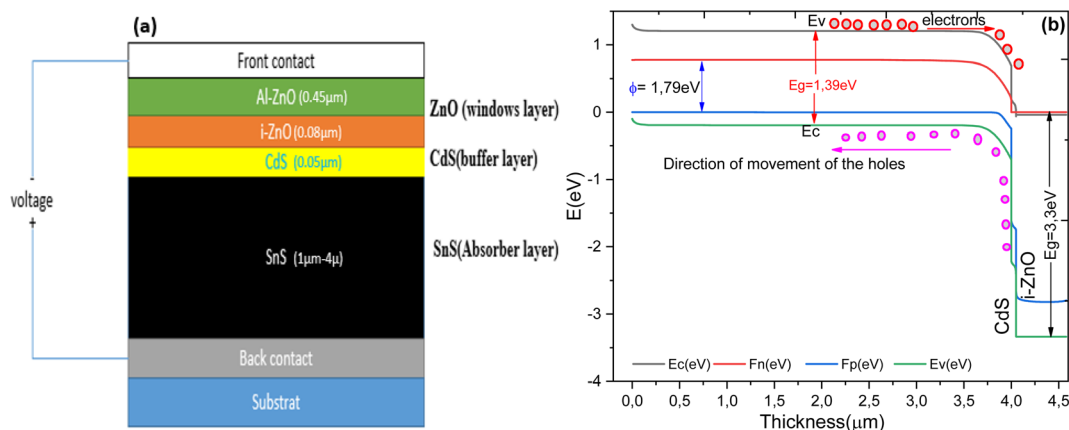 (a)
Front contact
Al-ZnO (0.45μm)
ZnO (windows layer)
i-ZnO (0.08μm)
CdS (0.05μm)
CdS(buffer layer)
-
voltage
+
SnS (1μm-4μ)
SnS(Absorber layer)
Back contact
Substrat
(b)
Ev
electrons
ϕ= 1,79eV
Eg=1,39eV
Ec
Direction of movement of the holes
Eg=3,3eV
CdS
i-ZnO
E(eV)
1
0
-1
-2
-3
-4
Ec(eV) Fn(eV) Fp(eV) Ev(eV)
0,0 0,5 1,0 1,5 2,0 2,5 3,0 3,5 4,0 4,5
Thickness(μm)